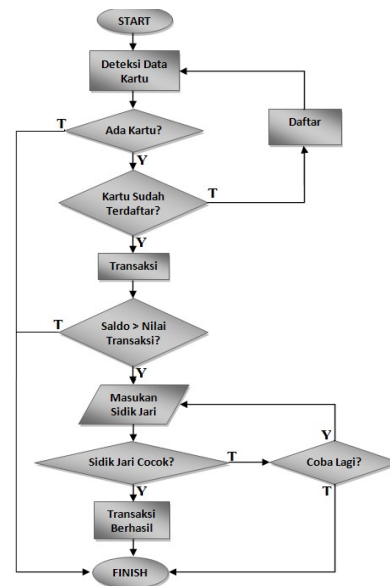 START
Deteksi Data
Kartu
T
Ada Kartu?
Daftar
Y
Kartu Sudah
Terdaftar?
T
Y
Transaksi
T
Saldo > Nilai
Transaksi?
Y
Masukan
Sidik Jari
Y
Sidik Jari Cocok?
T
Coba Lagi?
Y
T
Transaksi
Berhasil
FINISH